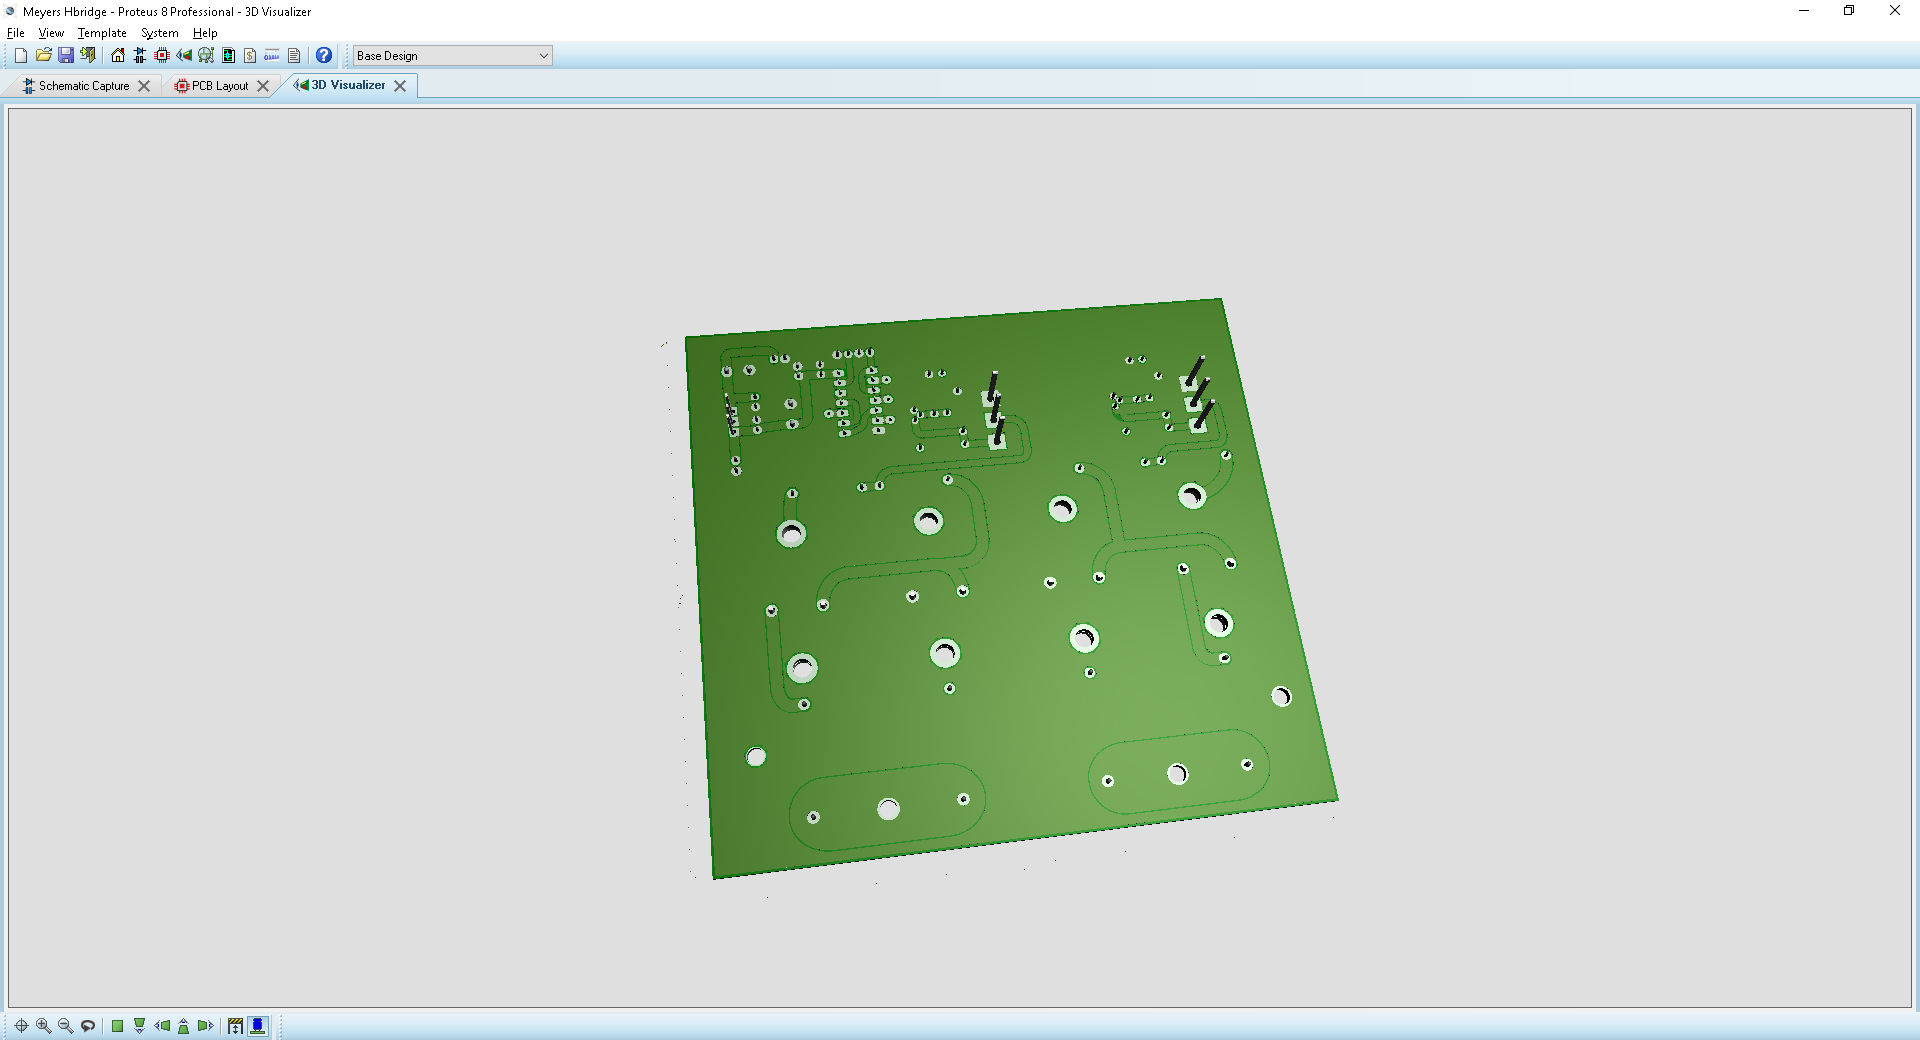 Meyers Hbridge - Proteus 8 Professional - 3D Visualizer
File View Template System Help
Base Design
Schematic Capture PCB Layout 3D Visualizer